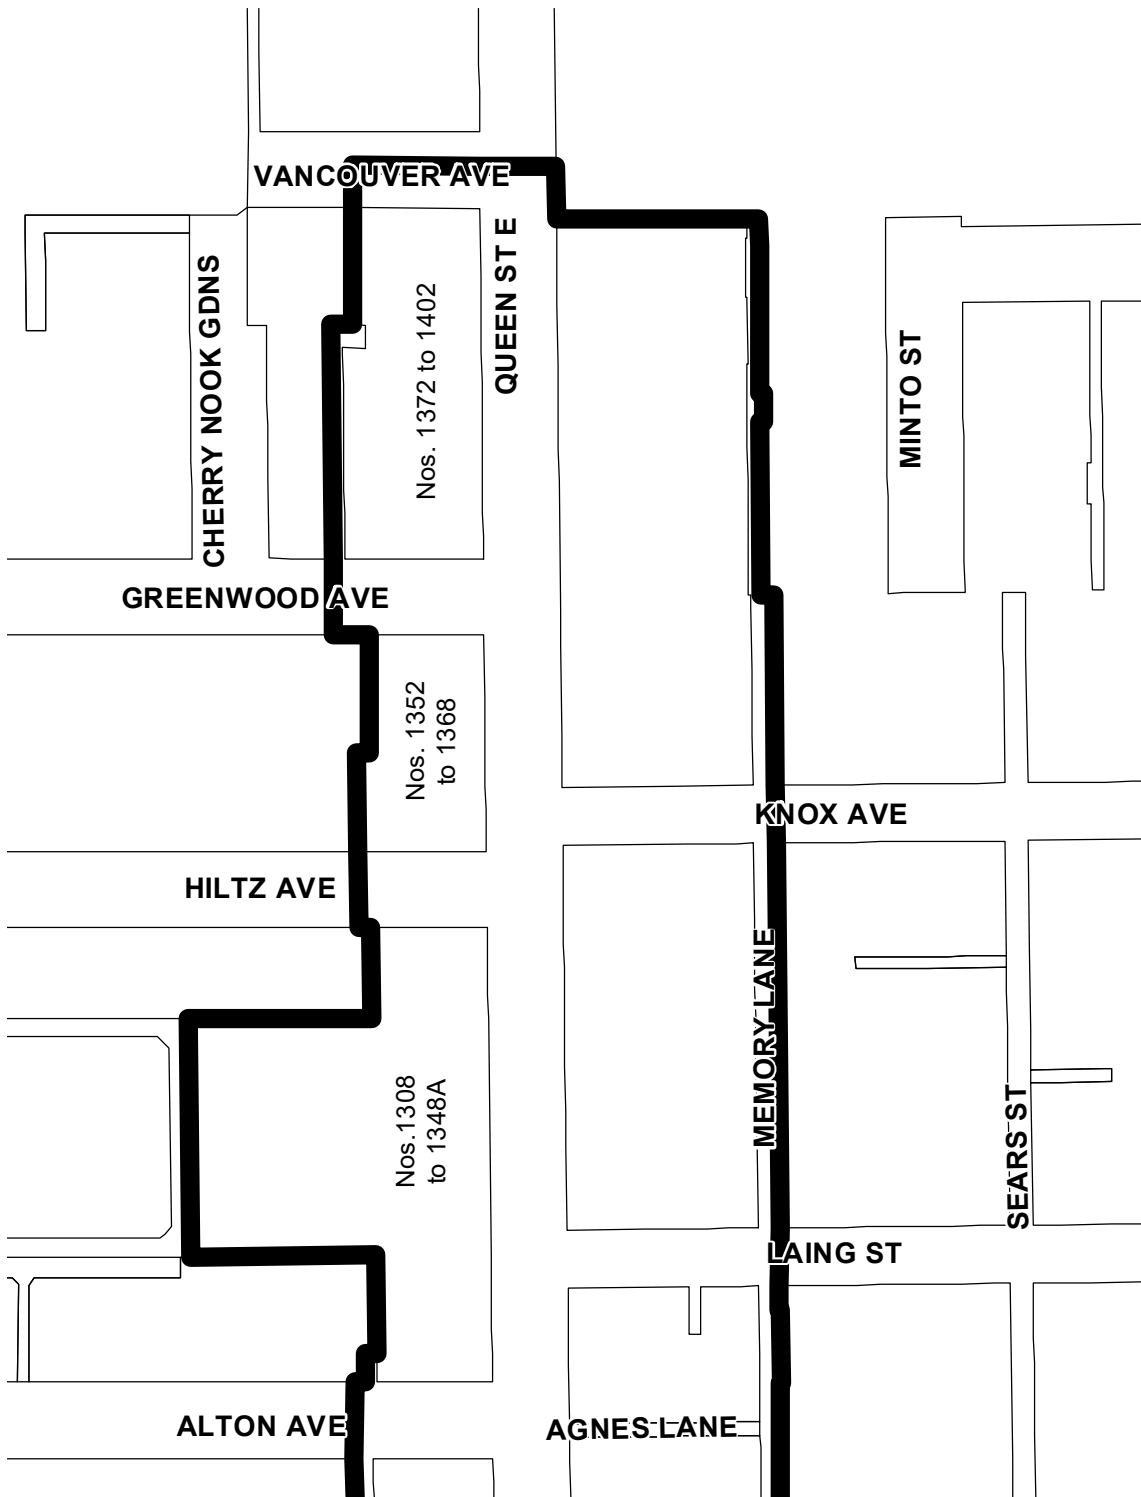 VANCOUVER AVE
QUEEN ST E
CHERRY NOOK GDNS
Nos. 1372 to 1402
MINTO ST
GREENWOOD AVE
Nos. 1352
to 1368
KNOX AVE
HILTZ AVE
MEMORY LANE
Nos.1308
to 1348A
SEARS ST
LAING ST
ALTON AVE
AGNES LANE